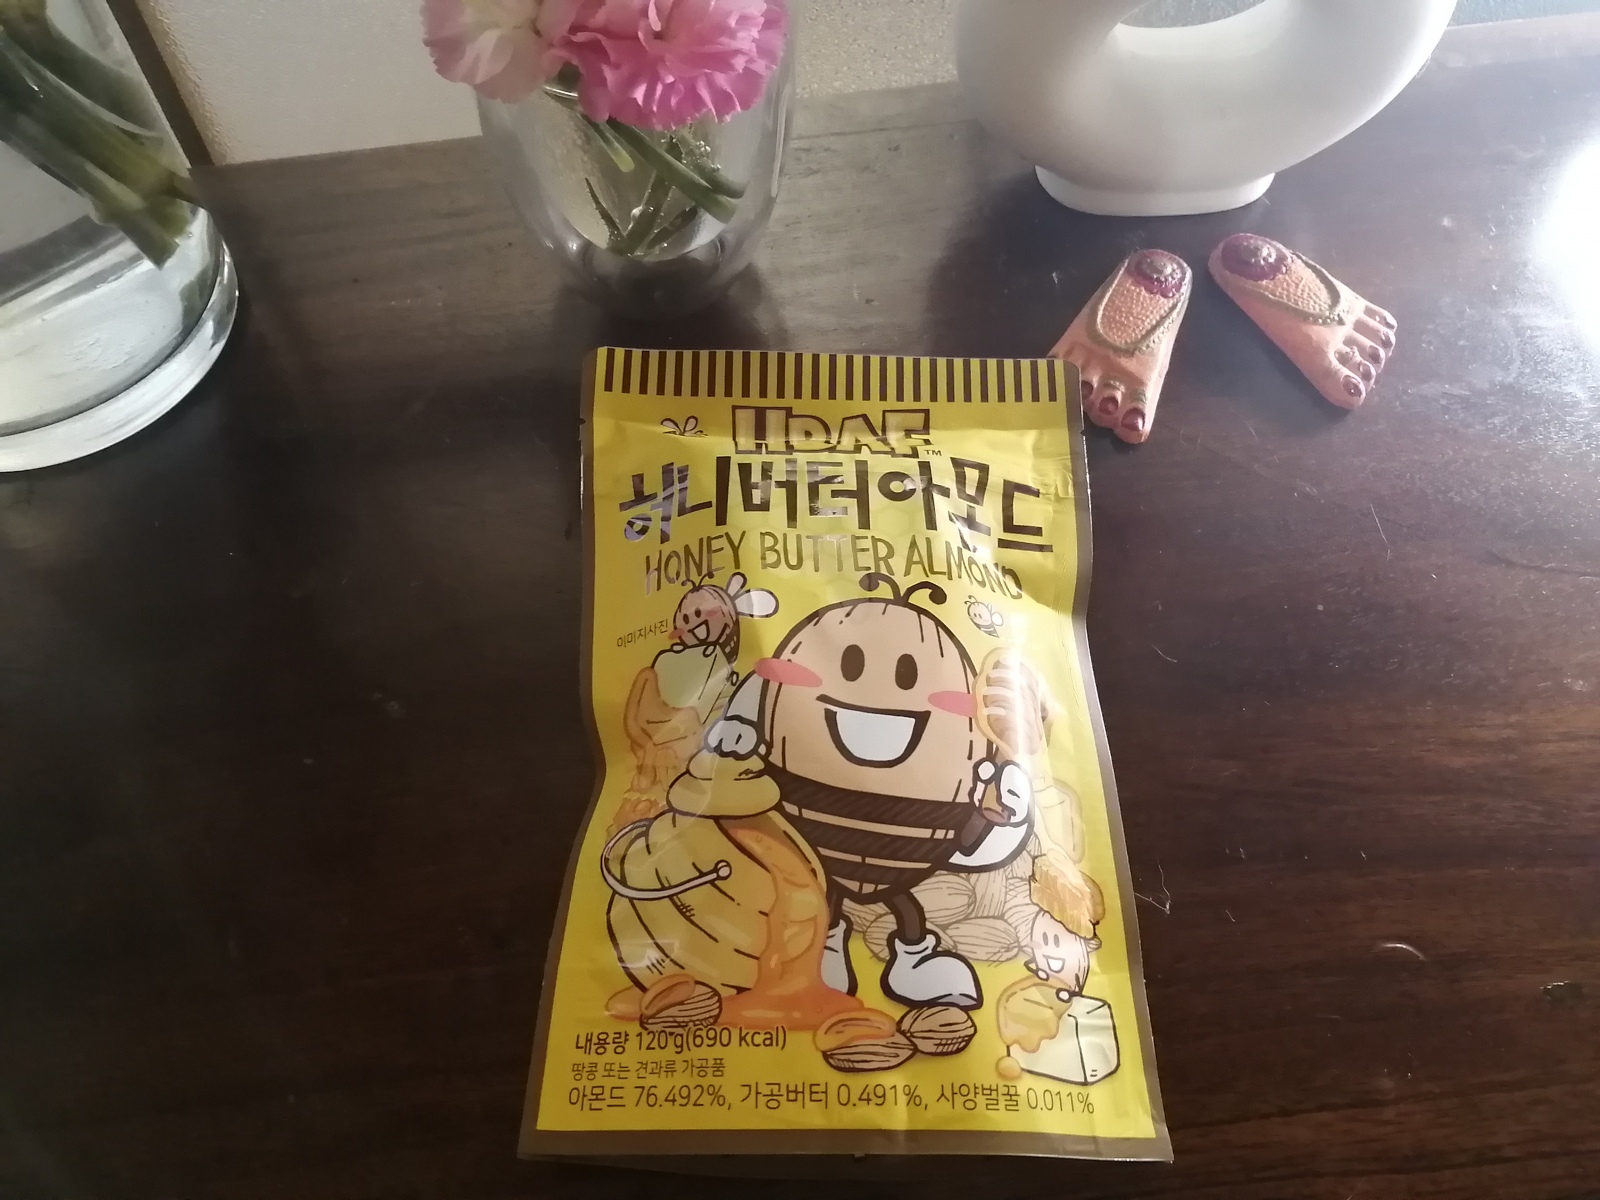 HBAF™
허니버터아몬드
HONEY BUTTER ALMOND
이미지사진
내용량 120 g(690 kcal)
땅콩 또는 견과류 가공품
아몬드 76.492%, 가공버터 0.491%, 사양벌꿀 0.011%